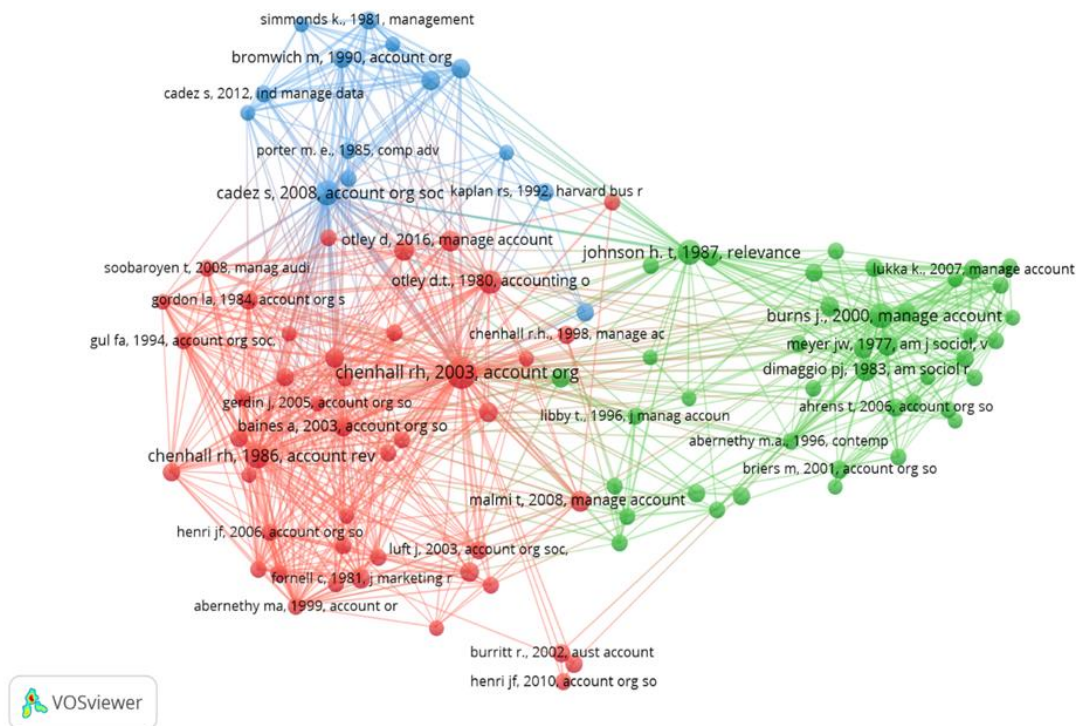 simmonds k., 1981, management
bromwich m, 1990, account org
cadez s, 2012, ind manage data
porter m. e., 1985, comp adv
cadez s, 2008, account org soc
kaplan rs, 1992, harvard bus r
otley d, 2016, manage account
johnson h. t, 1987, relevance
soobaroyen t, 2008, manag audi
lukka k., 2007, manage account
otley d.t., 1980, accounting o
gordon la, 1984, account org s
burns j., 2000, manage account
chenhall r.h., 1998, manage ac
gul fa, 1994, account org soc,
meyer jw, 1977, am j sociol, v
chenhall rh, 2003, account org
dimaggio pj, 1983, am sociol r
gerdin j, 2005, account org so
ahrens t, 2006, account org so
libby t., 1996, j manag accoun
baines a, 2003, account org so
abernethy m.a., 1996, contemp
chenhall rh, 1986, account rev
briers m, 2001, account org so
malmi t, 2008, manage account
henri jf, 2006, account org so
luft j, 2003, account org soc,
fornell c, 1981, j marketing r
abernethy ma, 1999, account or
burritt r., 2002, aust account
henri jf, 2010, account org so
VOSviewer